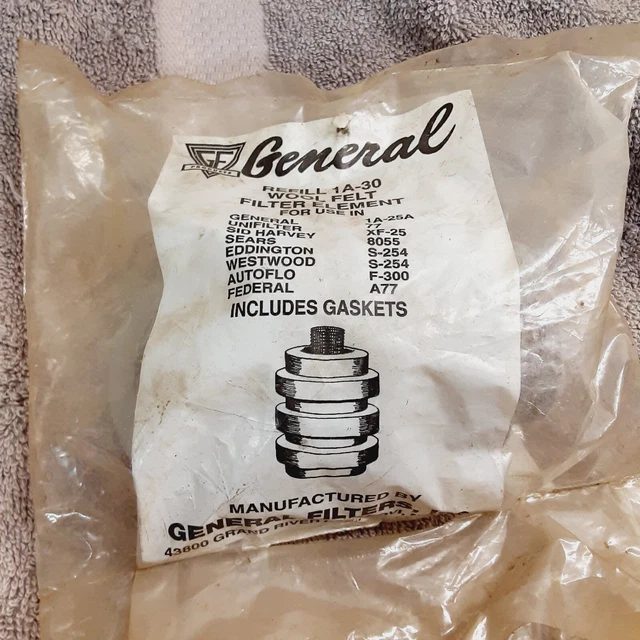 GF
General
REFILL 1A-30
WOOL FELT
FILTER ELEMENT
FOR USE IN
GENERAL 1A-25A
UNIFILTER 77
SID HARVEY XF-25
SEARS 8055
EDDINGTON S-254
WESTWOOD S-254
AUTOFLO F-300
FEDERAL A77
INCLUDES GASKETS
MANUFACTURED BY
GENERAL FILTERS,
43800 GRAND RIVER